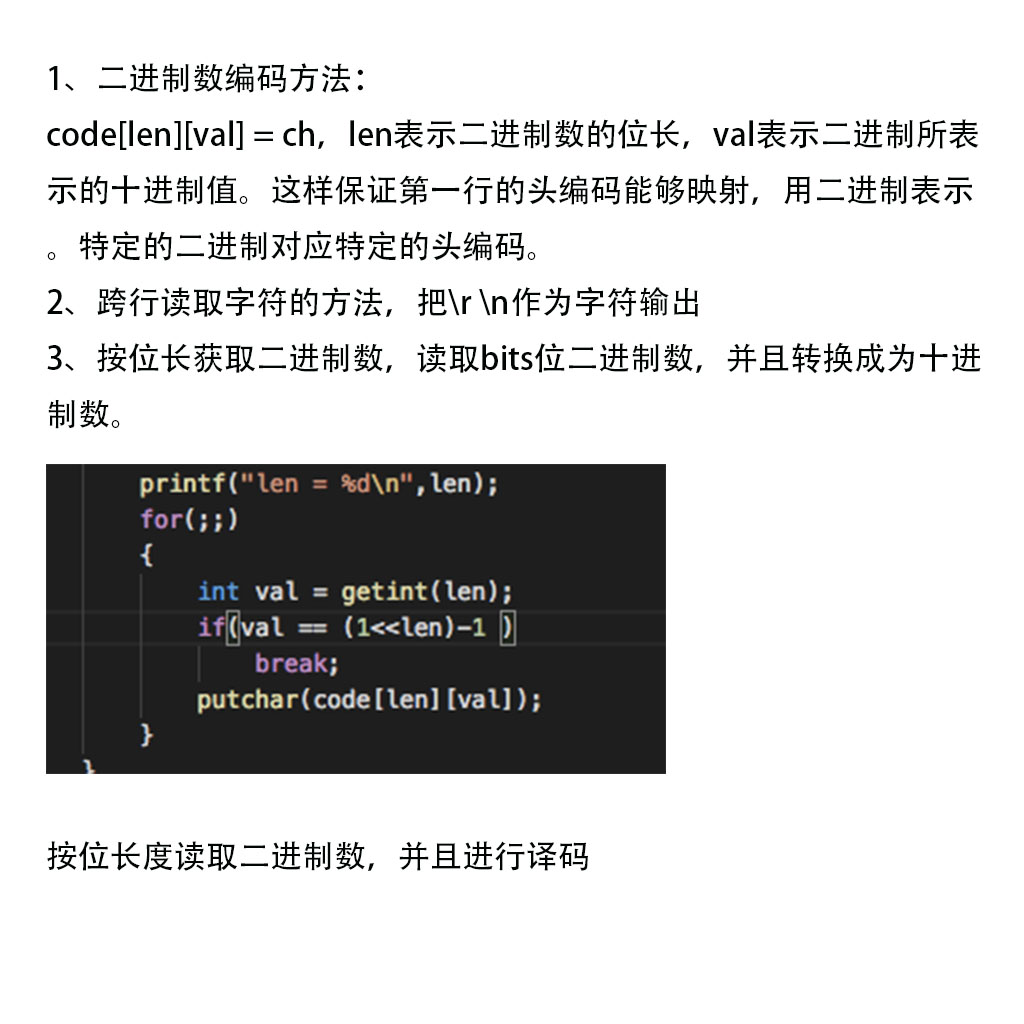 1、二进制数编码方法：
code[len][val] = ch，len表示二进制数的位长，val表示二进制所表
示的十进制值。这样保证第一行的头编码能够映射，用二进制表示
。特定的二进制对应特定的头编码。
2、跨行读取字符的方法，把\r \n作为字符输出
3、按位长获取二进制数，读取bits位二进制数，并且转换成为十进
制数。
printf("len = %d\n",len);
for(;;)
{
int val = getint(len);
if(val == (1<<len)-1 )
break;
putchar(code[len][val]);
}
}
按位长度读取二进制数，并且进行译码